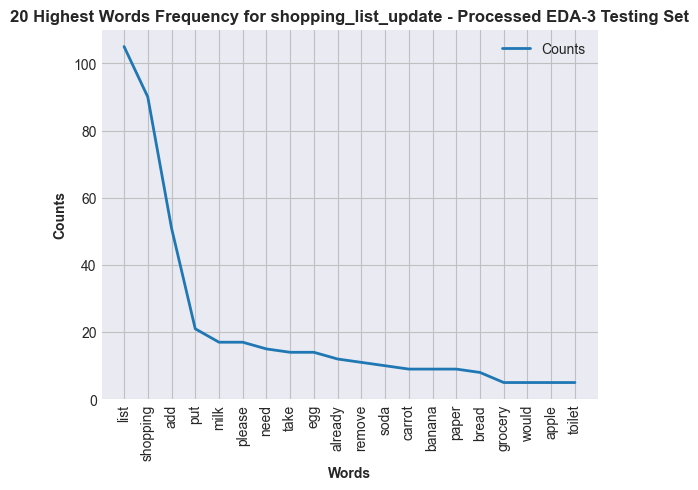 20 Highest Words Frequency for shopping_list_update - Processed EDA-3 Testing Set
Counts
100
80
60
40
20
0
Counts
list
shopping
add
put
milk
please
need
take
egg
already
remove
soda
carrot
banana
paper
bread
grocery
would
apple
toilet
Words